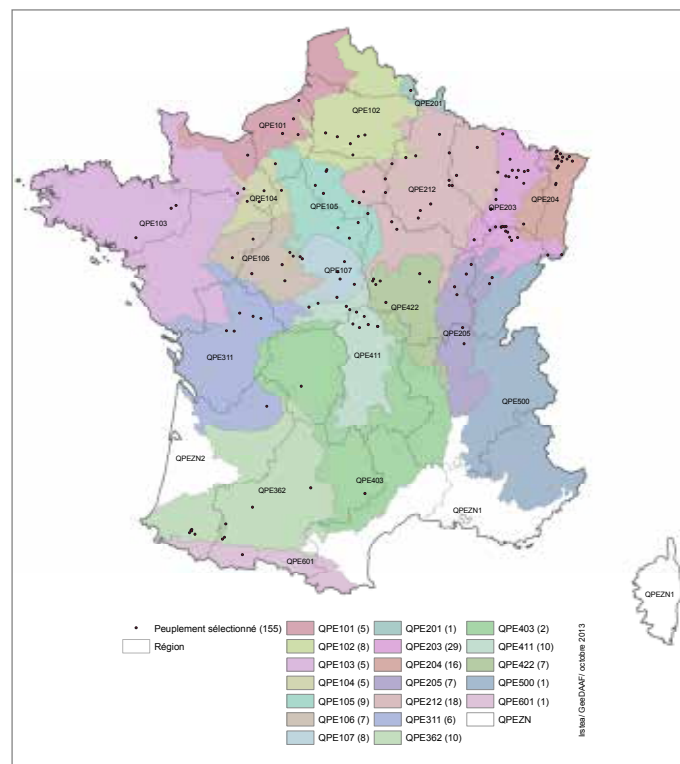 QPE201
QPE102
QPE101
QPE212
QPE203
QPE204
QPE104
QPE105
QPE103
QPE106
QPE107
QPE422
QPE205
QPE311
QPE411
QPE500
QPEZN2
QPE362
QPE403
QPEZN1
QPE601
QPEZN1
Peuplement sélectionné (155)
Région
QPE101 (5)
QPE102 (8)
QPE103 (5)
QPE104 (5)
QPE105 (9)
QPE106 (7)
QPE107 (8)
QPE201 (1)
QPE203 (29)
QPE204 (16)
QPE205 (7)
QPE212 (18)
QPE311 (6)
QPE362 (10)
QPE403 (2)
QPE411 (10)
QPE422 (7)
QPE500 (1)
QPE601 (1)
QPEZN
Irstea/ GeeDAAF/ octobre 2013